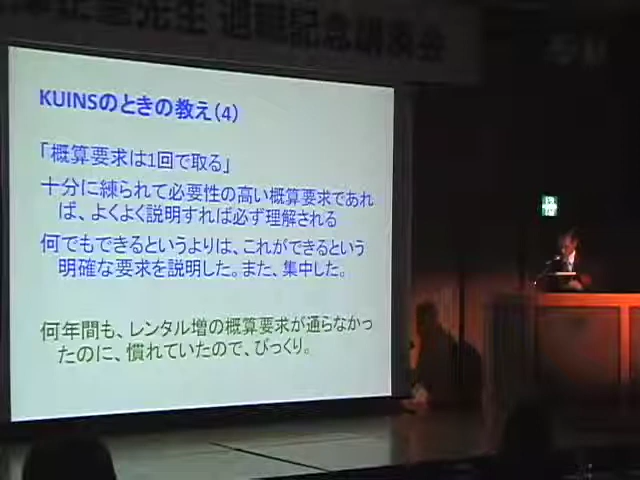 先生 退職記念講演会
KUINSのときの教え(4)
「概算要求は1回で取る」
十分に練られて必要性の高い概算要求であれ
ば、よくよく説明すれば必ず理解される
何でもできるというよりは、これができるという
明確な要求を説明した。また、集中した。
何年間も、レンタル増の概算要求が通らなかっ
たのに、慣れていたので、びっくり。